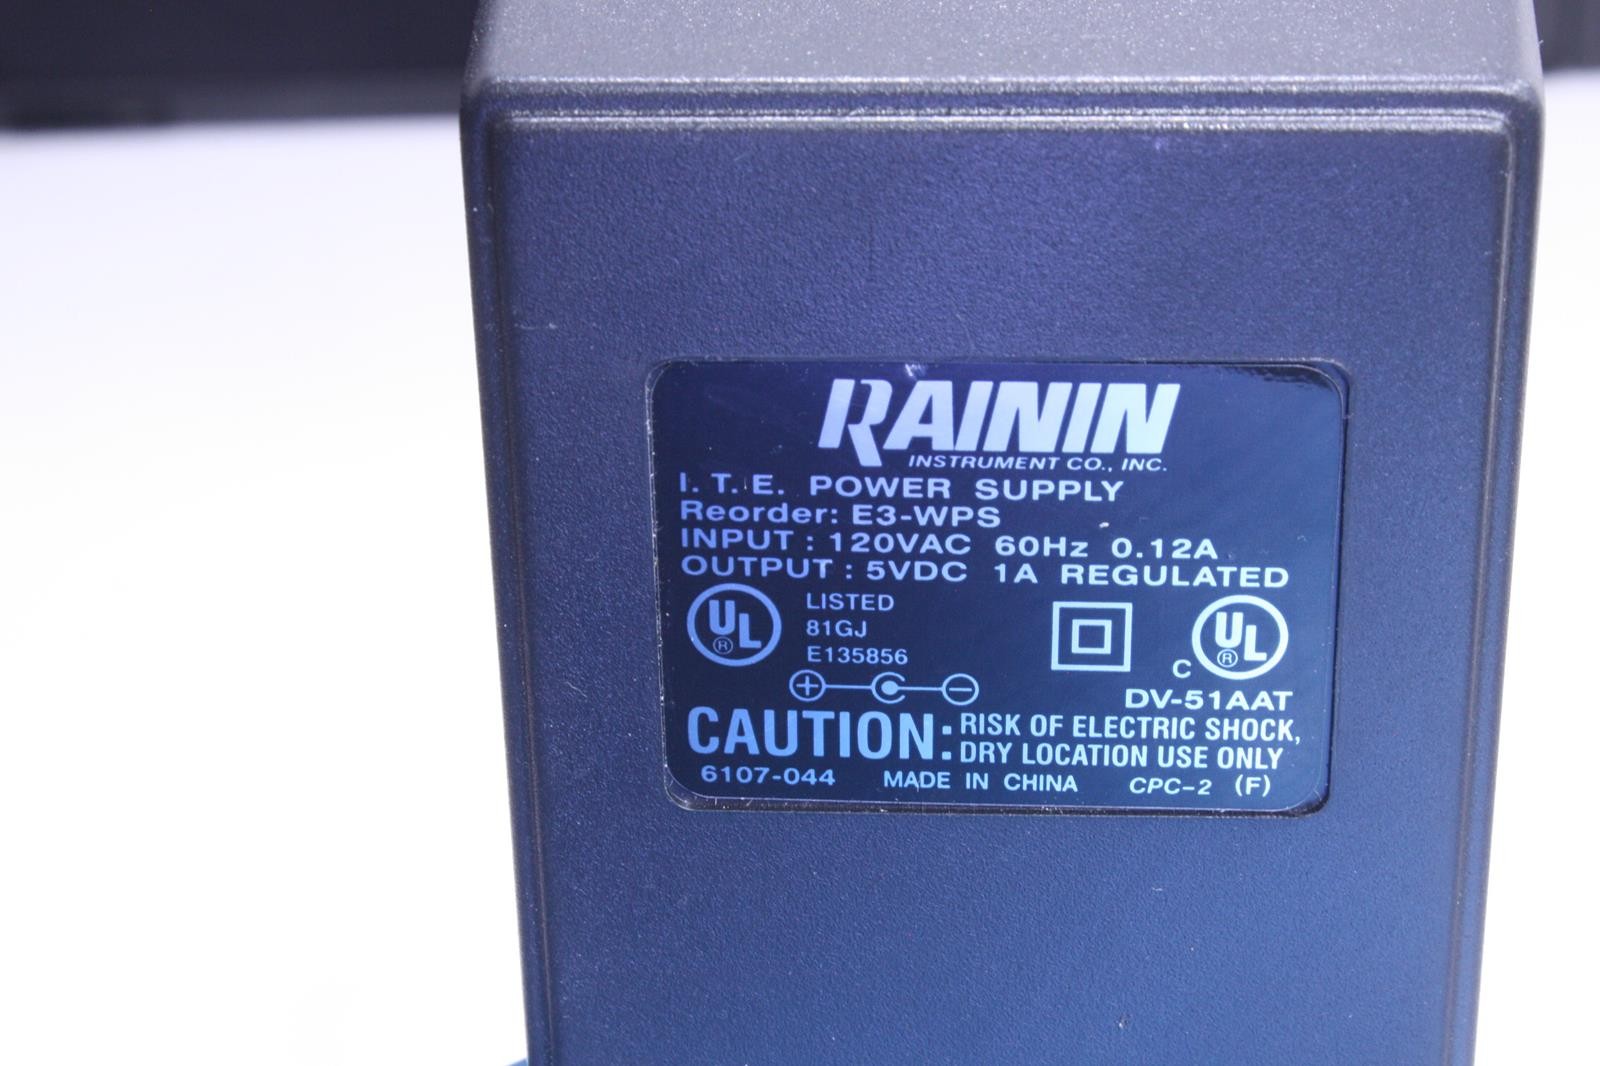 RAININ
INSTRUMENT CO., INC.
I.T.E. POWER SUPPLY
Reorder: E3-WPS
INPUT : 120VAC 60Hz 0.12A
OUTPUT : 5VDC 1A REGULATED
UL ®
LISTED
81GJ
E135856
C UL ®
DV-51AAT
CAUTION: RISK OF ELECTRIC SHOCK,
DRY LOCATION USE ONLY
6107-044 MADE IN CHINA CPC-2 (F)